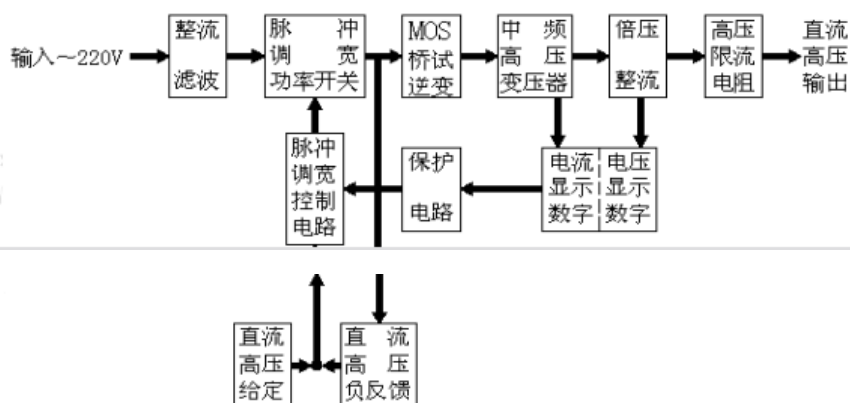 输入～220V
整流
滤波
脉 冲
调 宽
功率开关
MOS
桥试
逆变
中 频
高 压
变压器
倍压
整流
高压
限流
电阻
直流
高压
输出
脉冲
调宽
控制
电路
保护
电路
电流
显示
数字
电压
显示
数字
直流
高压
给定
直 流
高 压
负反馈